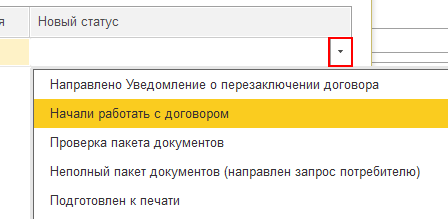 я Новый статус
Направлено Уведомление о перезаключении договора
Начали работать с договором
Проверка пакета документов
Неполный пакет документов (направлен запрос потребителю)
Подготовлен к печати